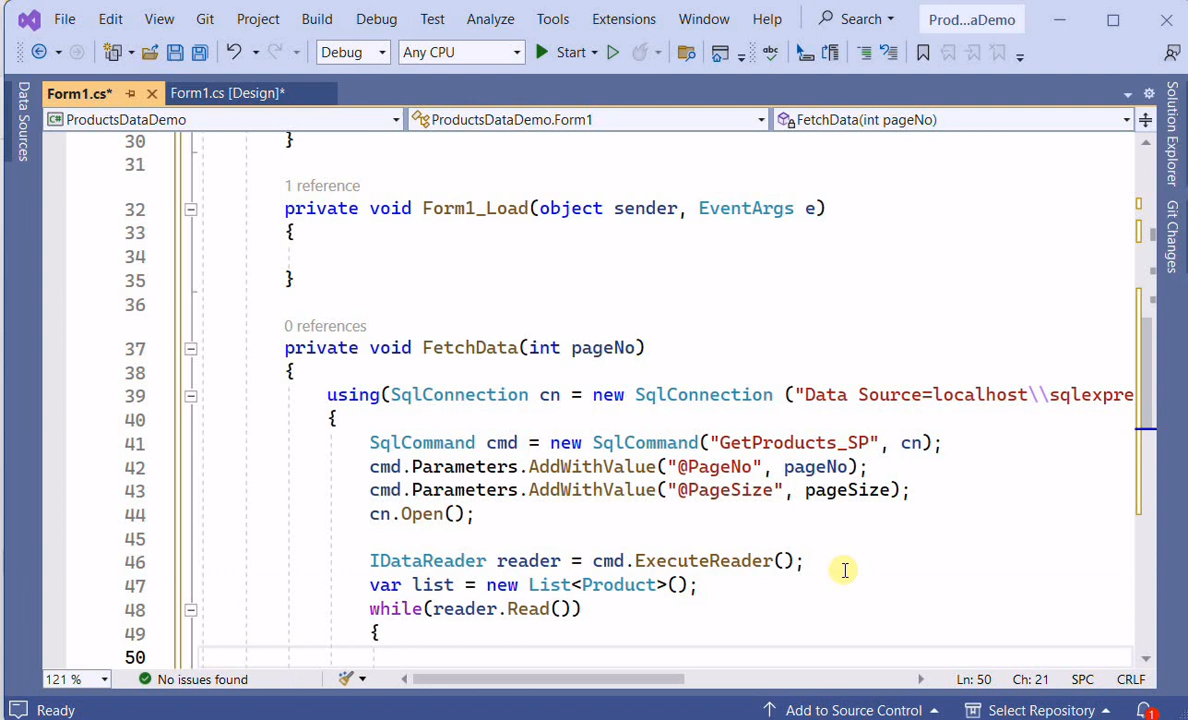 File Edit View Git Project Build Debug Test Analyze Tools Extensions Window Help Search Prod...aDemo
Debug Any CPU Start abc
Data Sources
Form1.cs* Form1.cs [Design]*
ProductsDataDemo ProductsDataDemo.Form1 FetchData(int pageNo)
30 }
31
1 reference
32 private void Form1_Load(object sender, EventArgs e)
33 {
34
35 }
36
0 references
37 private void FetchData(int pageNo)
38 {
39 using(SqlConnection cn = new SqlConnection ("Data Source=localhost\\sqlexpre
40 {
41 SqlCommand cmd = new SqlCommand("GetProducts_SP", cn);
42 cmd.Parameters.AddWithValue("@PageNo", pageNo);
43 cmd.Parameters.AddWithValue("@PageSize", pageSize);
44 cn.Open();
45
46 IDataReader reader = cmd.ExecuteReader();
47 var list = new List<Product>();
48 while(reader.Read())
49 {
50
Solution Explorer
Git Changes
121 % No issues found Ln: 50 Ch: 21 SPC CRLF
Ready Add to Source Control Select Repository 1